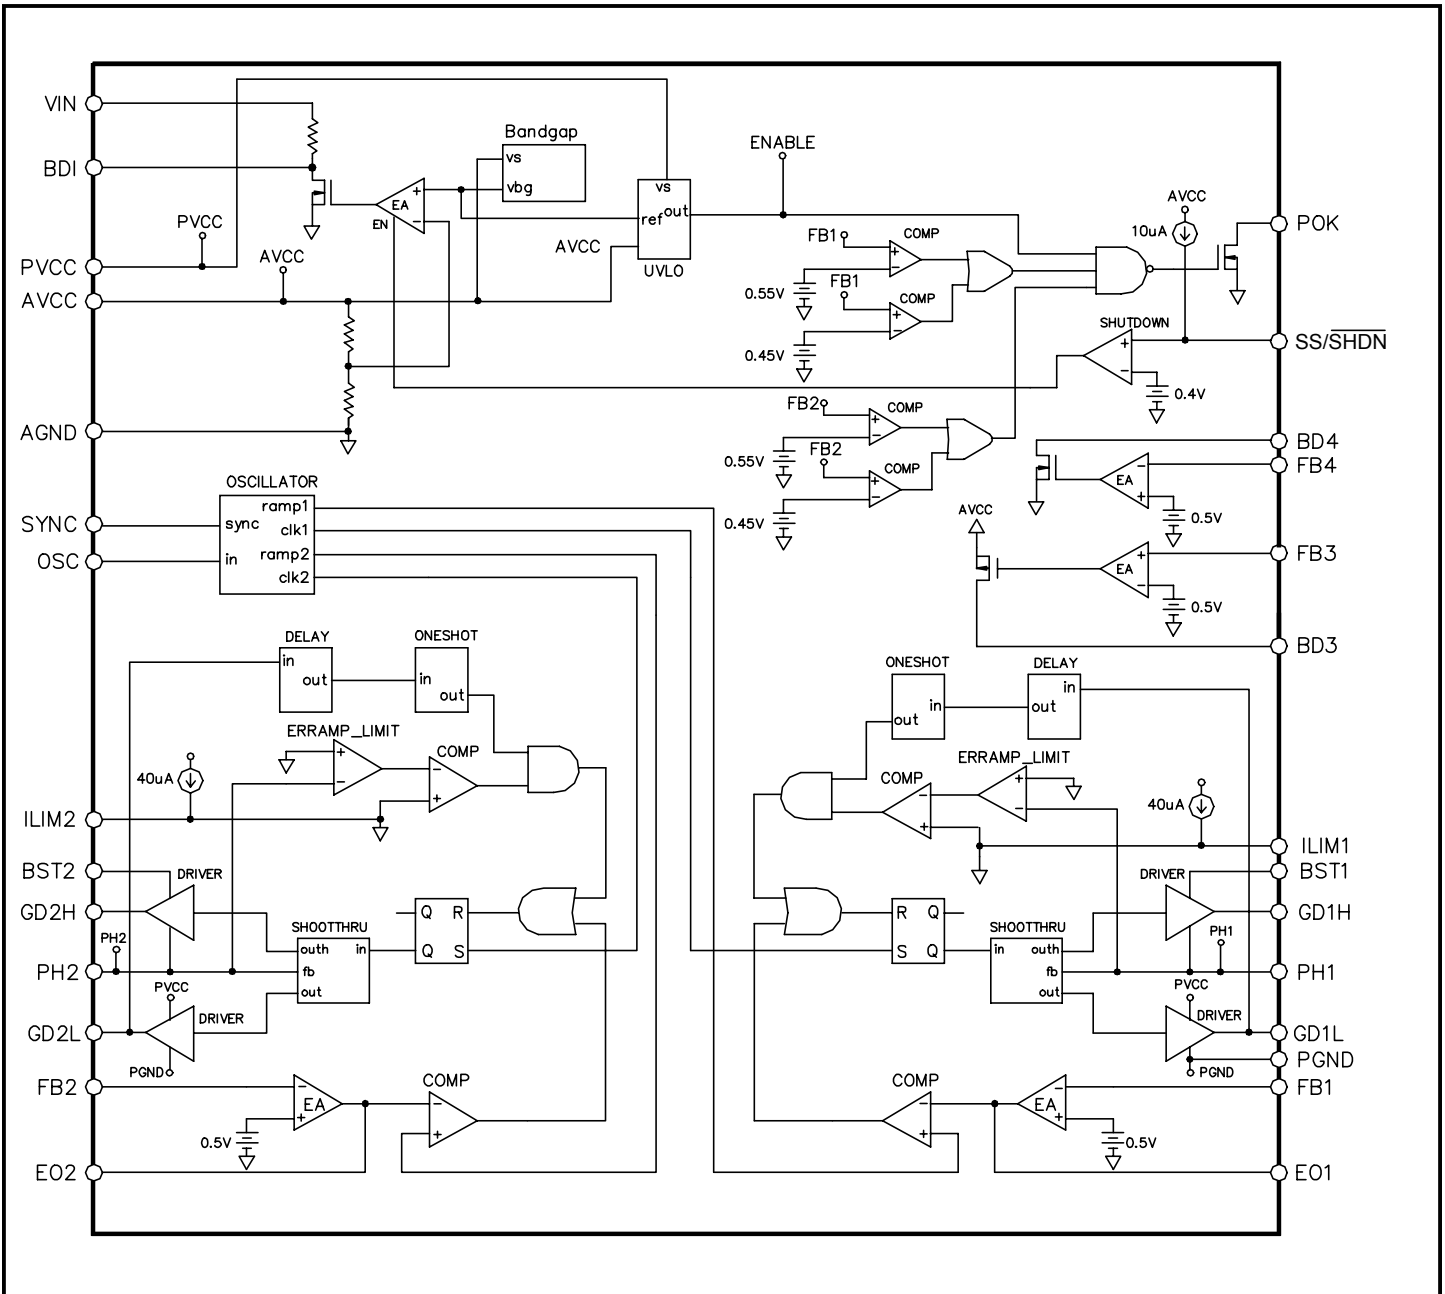 VIN
BDI
PVCC
PVCC
AVCC
AVCC
AGND
Bandgap
vs
vbg
EA
+
−
EN
vs
ref
out
AVCC
UVLO
ENABLE
FB1
COMP
+
−
0.55V
FB1
COMP
+
−
0.45V
FB2
COMP
+
−
0.55V
FB2
COMP
+
−
0.45V
AVCC
10uA
POK
SHUTDOWN
+
−
0.4V
SS/SHDN
BD4
FB4
EA
−
+
0.5V
AVCC
FB3
EA
+
−
0.5V
BD3
SYNC
OSC
OSCILLATOR
sync
in
ramp1
clk1
ramp2
clk2
DELAY
in
out
ONESHOT
in
out
ERRAMP_LIMIT
+
−
COMP
−
+
40uA
ILIM2
BST2
DRIVER
GD2H
PH2
PH2
PVCC
DRIVER
GD2L
PGND
SHOOTTHRU
outh
in
fb
out
Q
R
Q
S
FB2
−
EA
+
0.5V
COMP
−
+
EO2
ONESHOT
in
out
DELAY
in
out
ERRAMP_LIMIT
+
−
COMP
−
+
40uA
ILIM1
BST1
DRIVER
GD1H
PH1
PH1
R
Q
S
Q
SHOOTTHRU
in
outh
fb
out
PVCC
DRIVER
GD1L
PGND
PGND
FB1
COMP
−
+
−
EA
+
0.5V
EO1